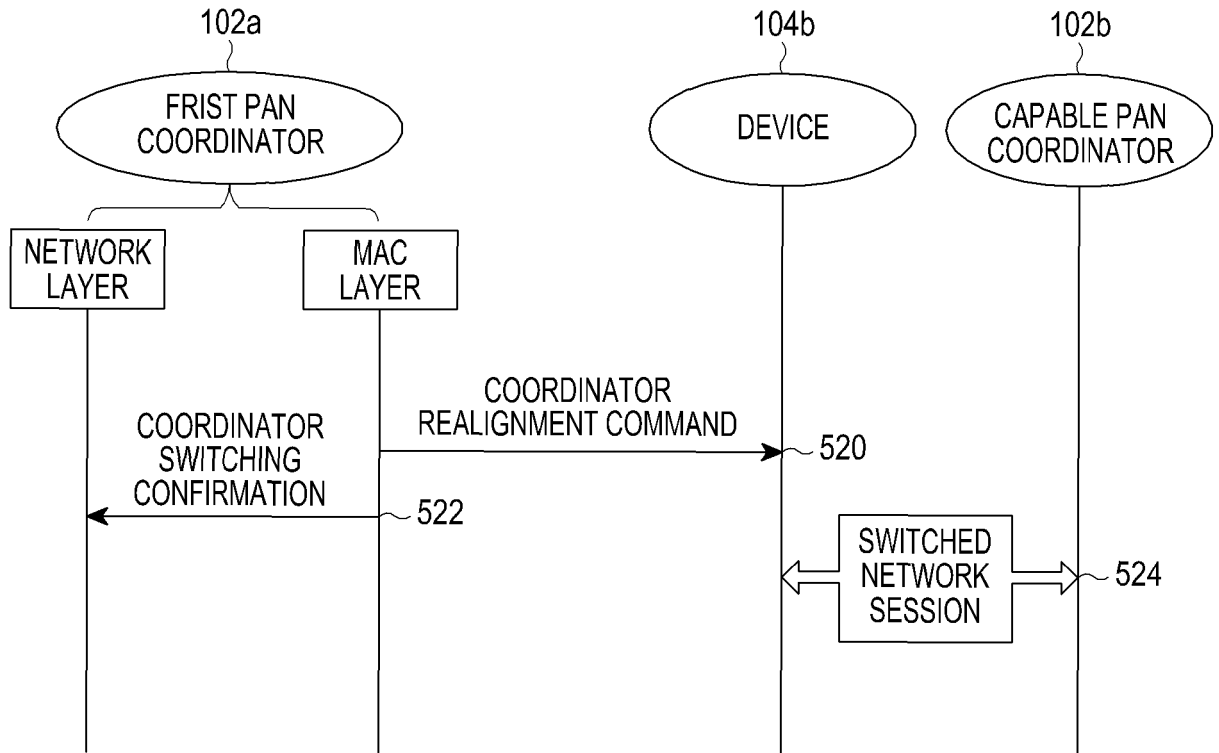 102a
104b
102b
FRIST PAN
COORDINATOR
DEVICE
CAPABLE PAN
COORDINATOR
NETWORK
LAYER
MAC
LAYER
COORDINATOR
REALIGNMENT COMMAND
520
COORDINATOR
SWITCHING
CONFIRMATION
522
SWITCHED
NETWORK
SESSION
524